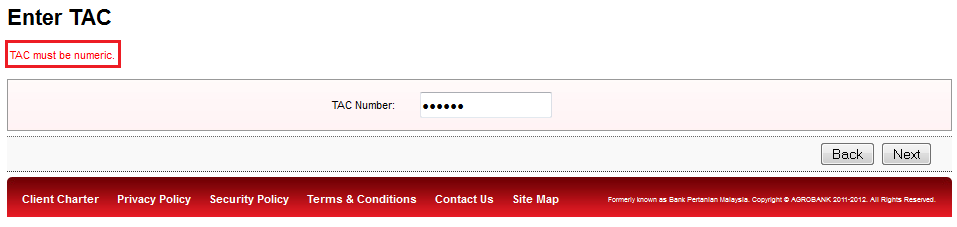 Enter TAC
TAC must be numeric.
TAC Number: ••••••
Back Next
Client Charter Privacy Policy Security Policy Terms & Conditions Contact Us Site Map Formerly known as Bank Pertanian Malaysia. Copyright © AGROBANK 2011-2012. All Rights Reserved.